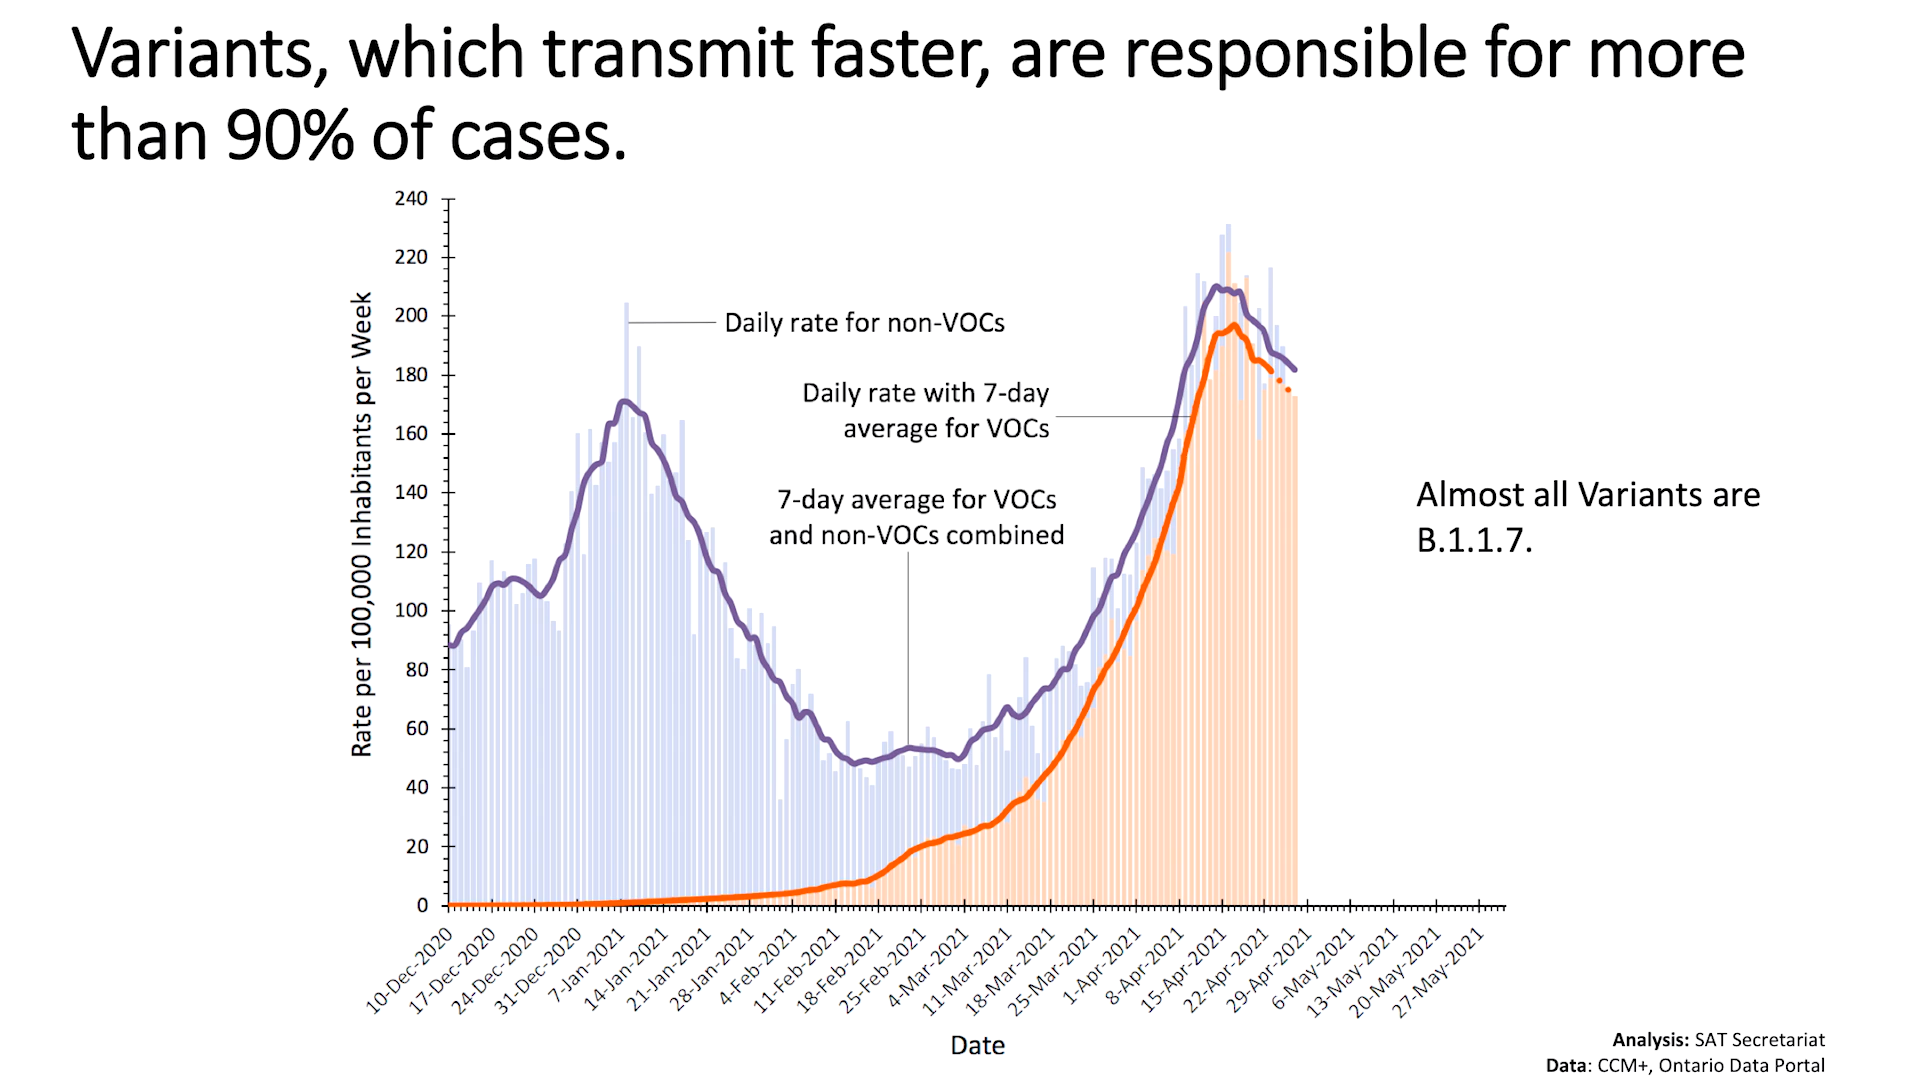 Variants, which transmit faster, are responsible for more
than 90% of cases.
Rate per 100,000 Inhabitants per Week
240
220
200
180
160
140
120
100
80
60
40
20
0
Daily rate for non-VOCs
Daily rate with 7-day
average for VOCs
7-day average for VOCs
and non-VOCs combined
Almost all Variants are
B.1.1.7.
10-Dec-2020
17-Dec-2020
24-Dec-2020
31-Dec-2020
7-Jan-2021
14-Jan-2021
21-Jan-2021
28-Jan-2021
4-Feb-2021
11-Feb-2021
18-Feb-2021
25-Feb-2021
4-Mar-2021
11-Mar-2021
18-Mar-2021
25-Mar-2021
1-Apr-2021
8-Apr-2021
15-Apr-2021
22-Apr-2021
29-Apr-2021
6-May-2021
13-May-2021
20-May-2021
27-May-2021
Date
Analysis: SAT Secretariat
Data: CCM+, Ontario Data Portal